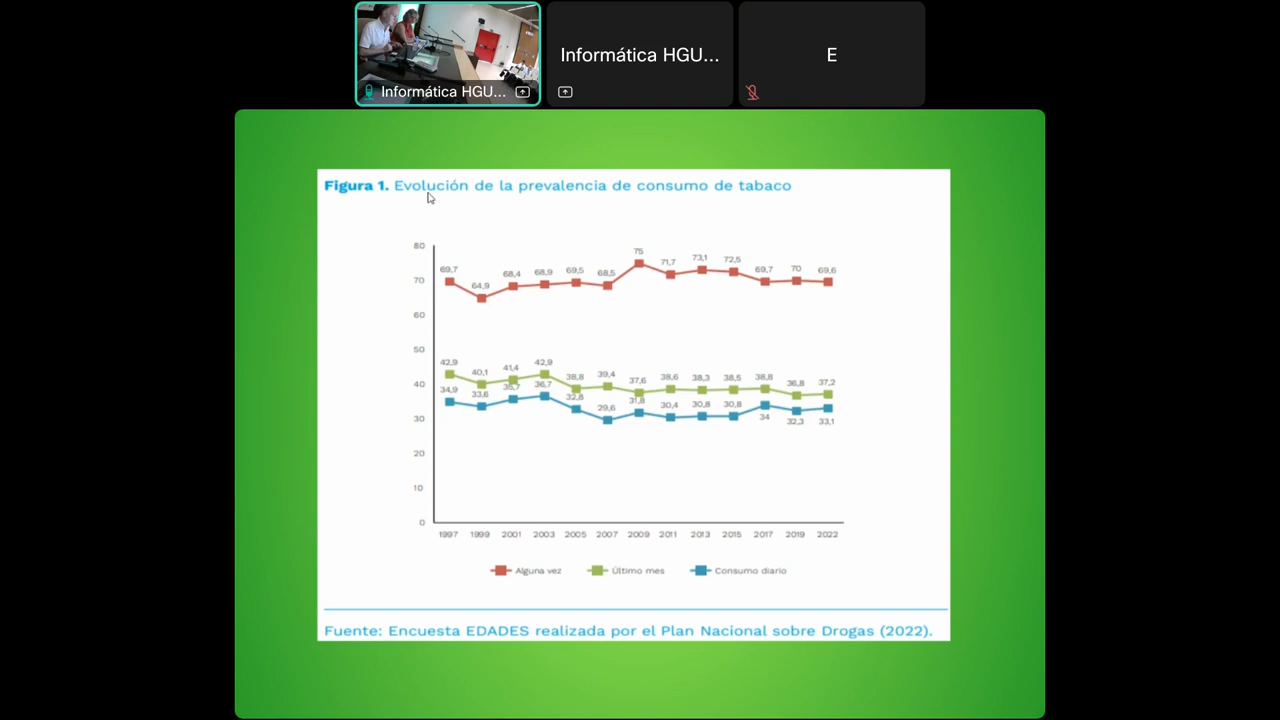 Informática HGU...
Informática HGU...
E
Figura 1. Evolución de la prevalencia de consumo de tabaco
80
70
60
50
40
30
20
10
0
69,7 64,9 68,4 68,9 69,5 68,5 75 71,7 73,1 72,5 69,7 70 69,6
42,9 40,1 41,4 42,9 38,8 39,4 37,6 38,6 38,3 38,5 38,8 36,8 37,2
34,9 33,6 35,7 36,7 32,8 29,6 31,8 30,4 30,8 30,8 34 32,3 33,1
1997 1999 2001 2003 2005 2007 2009 2011 2013 2015 2017 2019 2022
Alguna vez Último mes Consumo diario
Fuente: Encuesta EDADES realizada por el Plan Nacional sobre Drogas (2022).